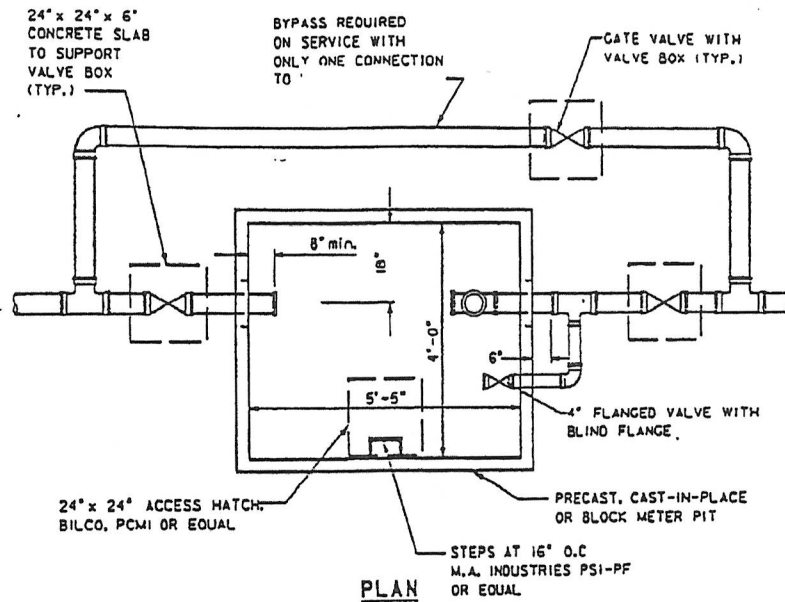 24" x 24" x 6"
CONCRETE SLAB
TO SUPPORT
VALVE BOX
(TYP.)
BYPASS REQUIRED
ON SERVICE WITH
ONLY ONE CONNECTION
TO
GATE VALVE WITH
VALVE BOX (TYP.)
8" min.
18"
4'-0"
6"
5'-5"
4" FLANGED VALVE WITH
BLIND FLANGE.
24" x 24" ACCESS HATCH.
BILCO, PCMI OR EQUAL
PRECAST, CAST-IN-PLACE
OR BLOCK METER PIT
STEPS AT 16" O.C
M.A. INDUSTRIES PS1-PF
OR EQUAL
PLAN